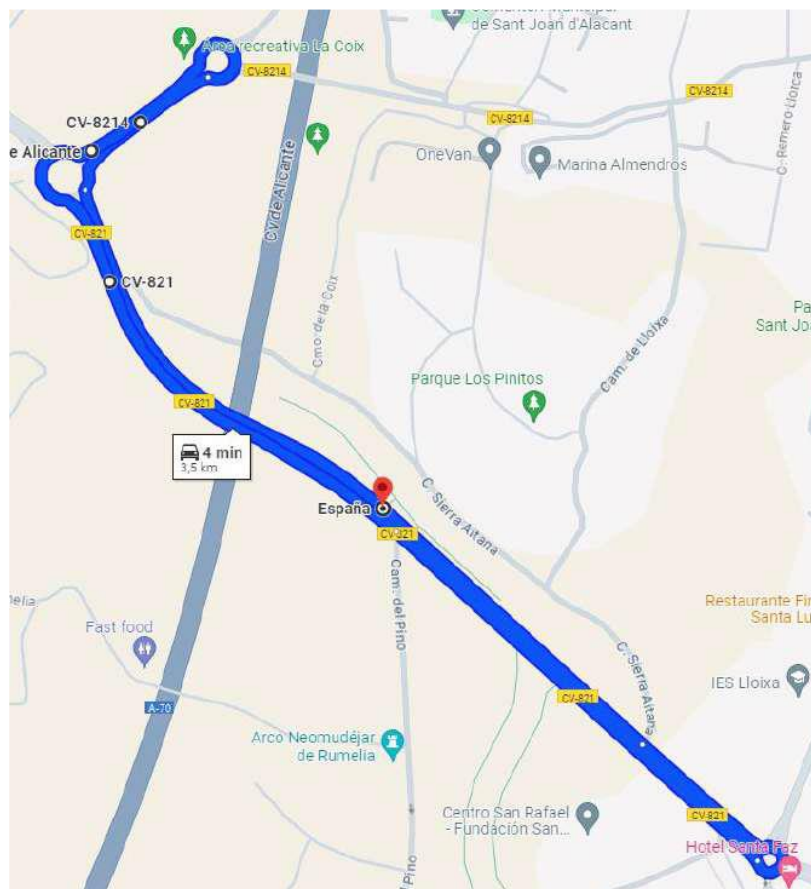 de Sant Joan d'Alacant
Área recreativa La Coix
CV-8214
CV-8214
CV-8214
CV-8214
e Alicante
OneVan
Marina Almendros
C. Romero Llorca
CV de Alicante
CV-821
CV-821
Cmo. de la Coix
Cam. de Lloixa
Pa
Sant Jo
Parque Los Pinitos
CV-821
4 min
3,5 km
España
C. Sierra Aitana
CV-821
Cam. del Pino
Restaurante Fin
Santa Lu
Fast food
C. Sierra Aitana
IES Lloixa
CV-821
A-70
Arco Neomudéjar
de Rumelia
CV-821
Centro San Rafael
- Fundación San...
Hotel Santa Faz
l Pino